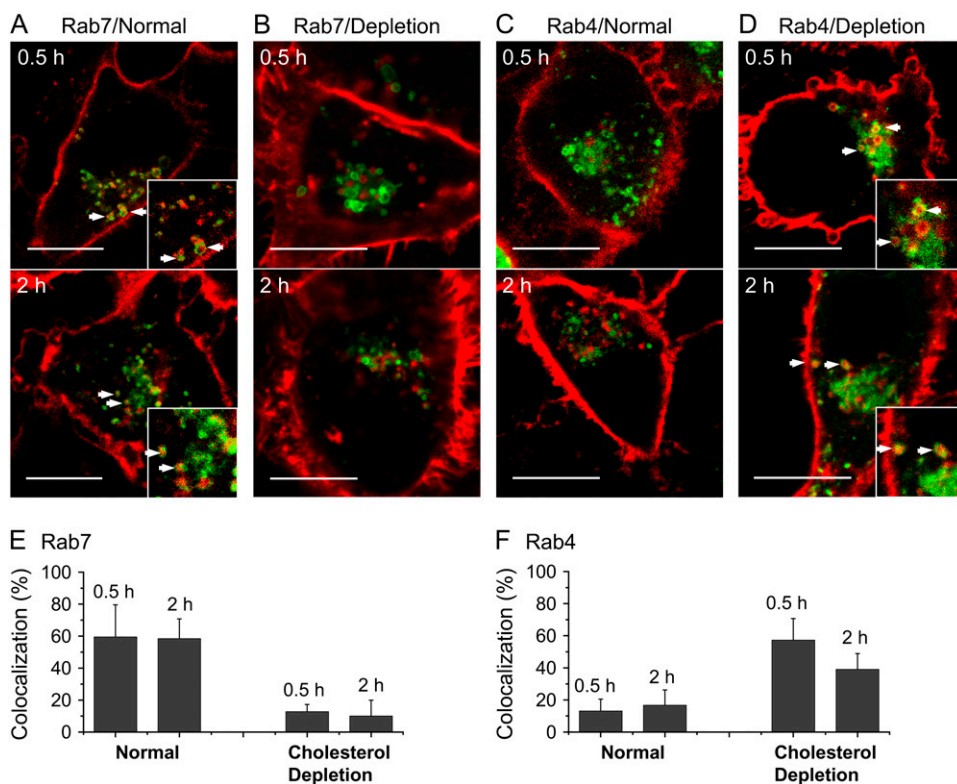 A Rab7/Normal
B Rab7/Depletion
C Rab4/Normal
D Rab4/Depletion
0.5 h
0.5 h
0.5 h
0.5 h
2 h
2 h
2 h
2 h
E Rab7
Colocalization (%)
100
80
60
40
20
0
0.5 h
2 h
0.5 h
2 h
Normal
Cholesterol
Depletion
F Rab4
Colocalization (%)
100
80
60
40
20
0
0.5 h
2 h
0.5 h
2 h
Normal
Cholesterol
Depletion